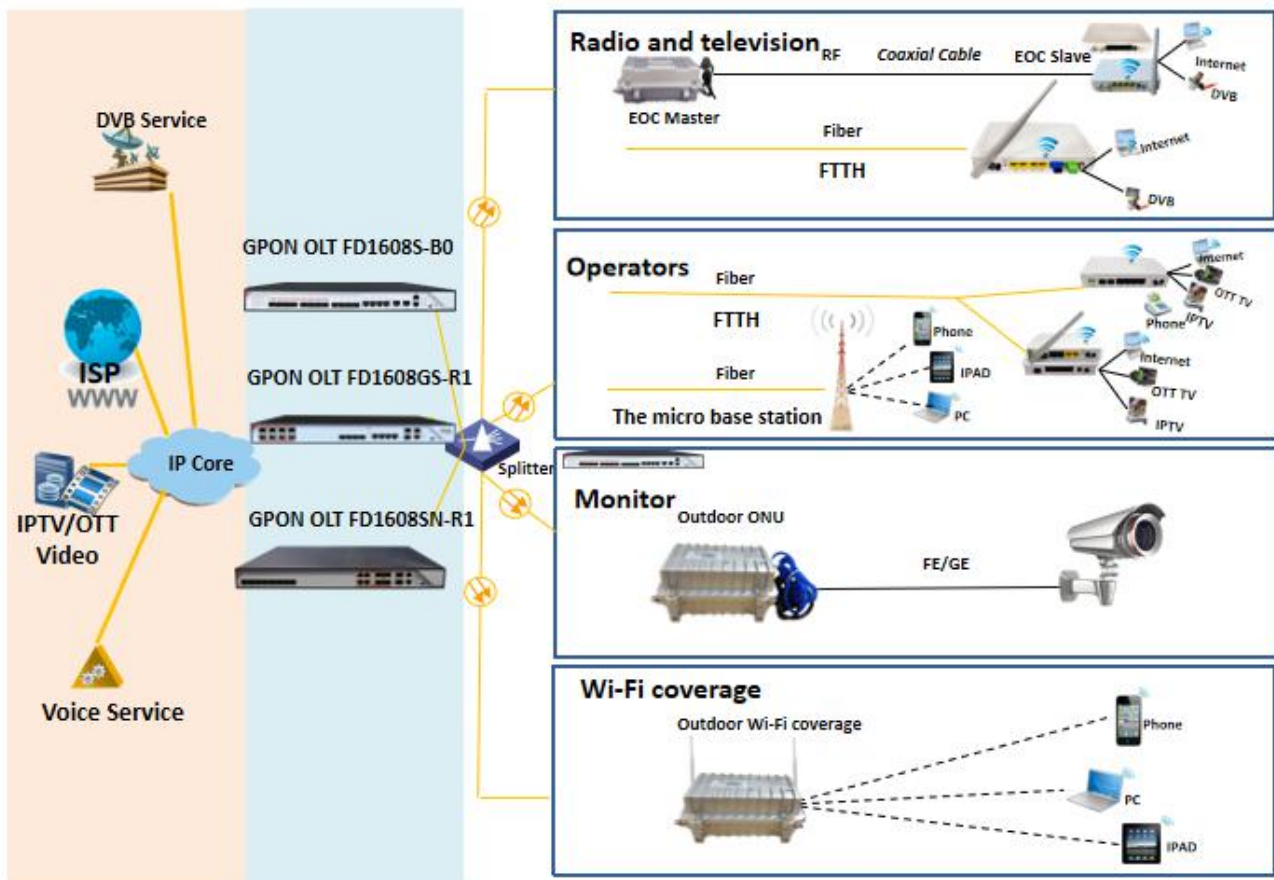 DVB Service
ISP
WWW
IP Core
IPTV/OTT
Video
Voice Service
GPON OLT FD1608S-B0
GPON OLT FD1608GS-R1
GPON OLT FD1608SN-R1
Splitter
Radio and television
RF
Coaxial Cable
EOC Slave
Internet
DVB
EOC Master
Fiber
FTTH
Internet
DVB
Operators
Fiber
FTTH
Internet
OTT TV
IPTV
Phone
Phone
IPAD
PC
Fiber
The micro base station
Internet
OTT TV
IPTV
Monitor
Outdoor ONU
FE/GE
Wi-Fi coverage
Outdoor Wi-Fi coverage
Phone
PC
IPAD